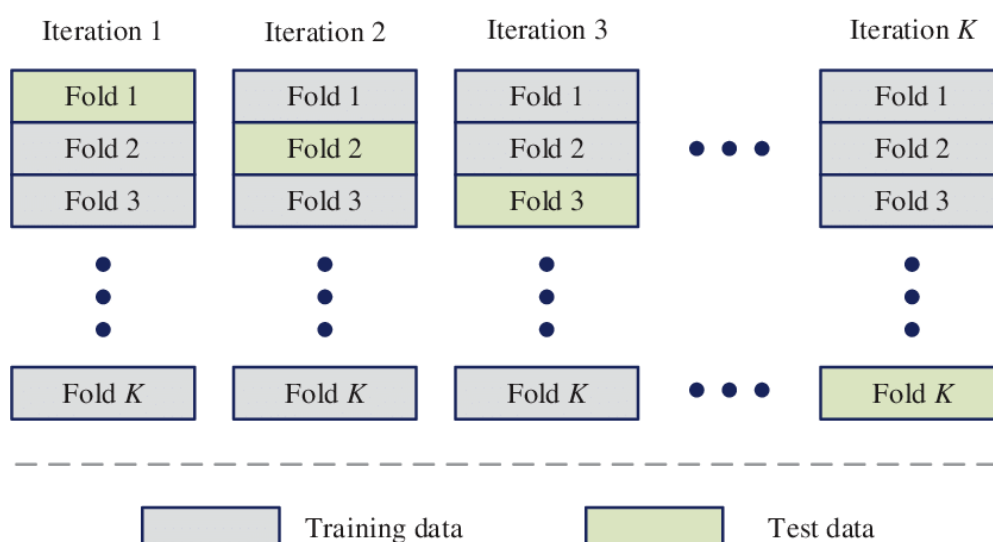 Iteration 1 Iteration 2 Iteration 3 Iteration K
Fold 1 Fold 1 Fold 1 Fold 1
Fold 2 Fold 2 Fold 2 Fold 2
Fold 3 Fold 3 Fold 3 Fold 3
Fold K Fold K Fold K Fold K
Training data Test data